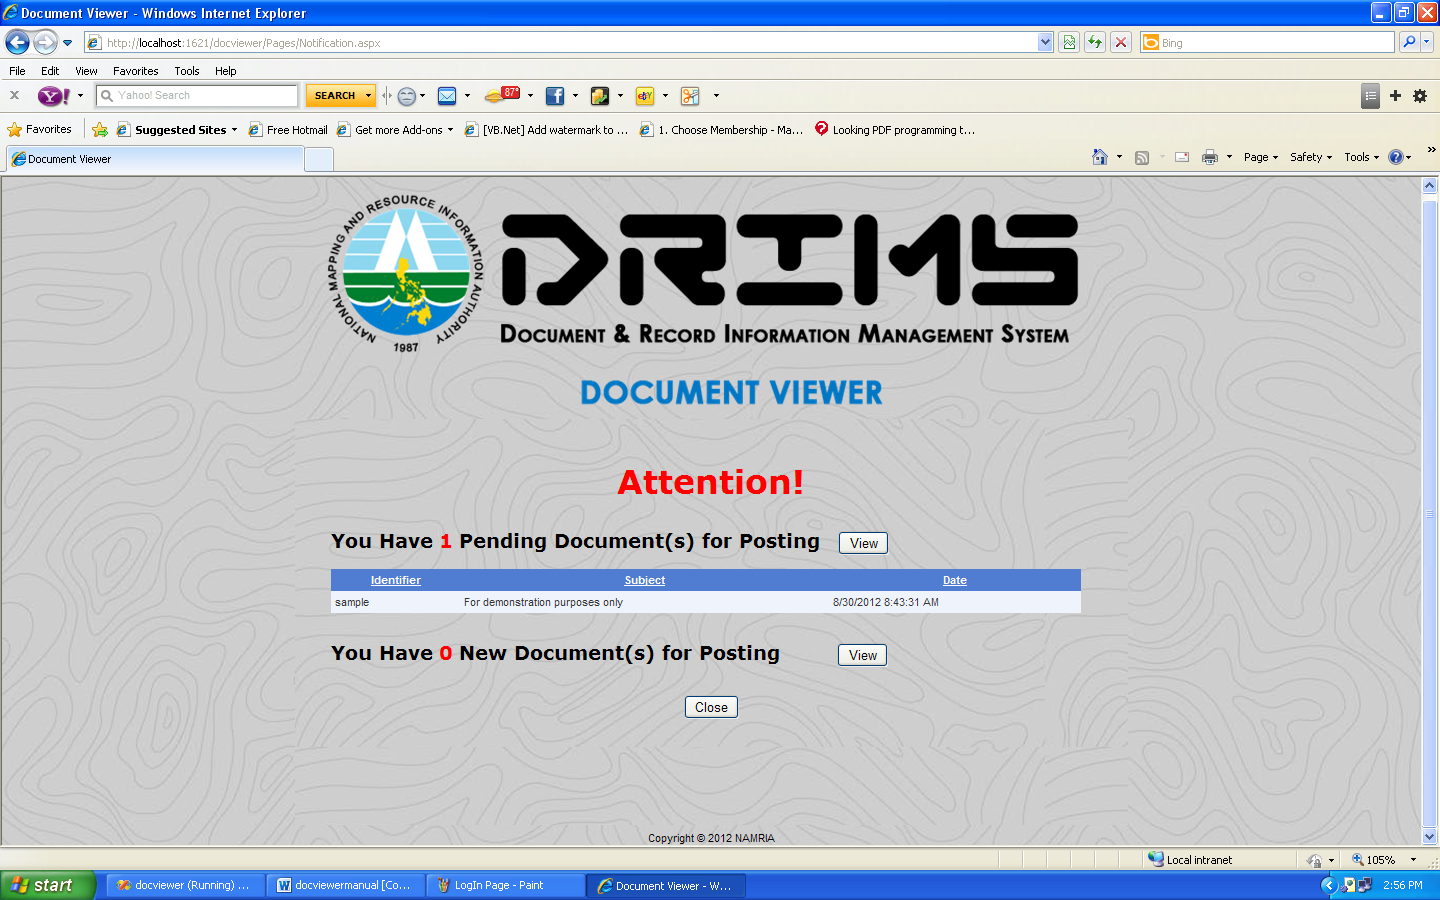 Document Viewer - Windows Internet Explorer
http://localhost:1621/docviewer/Pages/Notification.aspx
Bing
File Edit View Favorites Tools Help
X Y! Yahoo! Search SEARCH 87°
Favorites Suggested Sites Free Hotmail Get more Add-ons [VB.Net] Add watermark to ... 1. Choose Membership - Ma... Looking PDF programming t...
Document Viewer
Page Safety Tools
NATIONAL MAPPING AND RESOURCE INFORMATION AUTHORITY
1987
DRIMS
DOCUMENT & RECORD INFORMATION MANAGEMENT SYSTEM
DOCUMENT VIEWER
Attention!
You Have 1 Pending Document(s) for Posting View
Identifier Subject Date
sample For demonstration purposes only 8/30/2012 8:43:31 AM
You Have 0 New Document(s) for Posting View
Close
Copyright © 2012 NAMRIA
Local intranet 105%
start docviewer (Running) ... docviewermanual [Co... LogIn Page - Paint Document Viewer - W... 2:56 PM